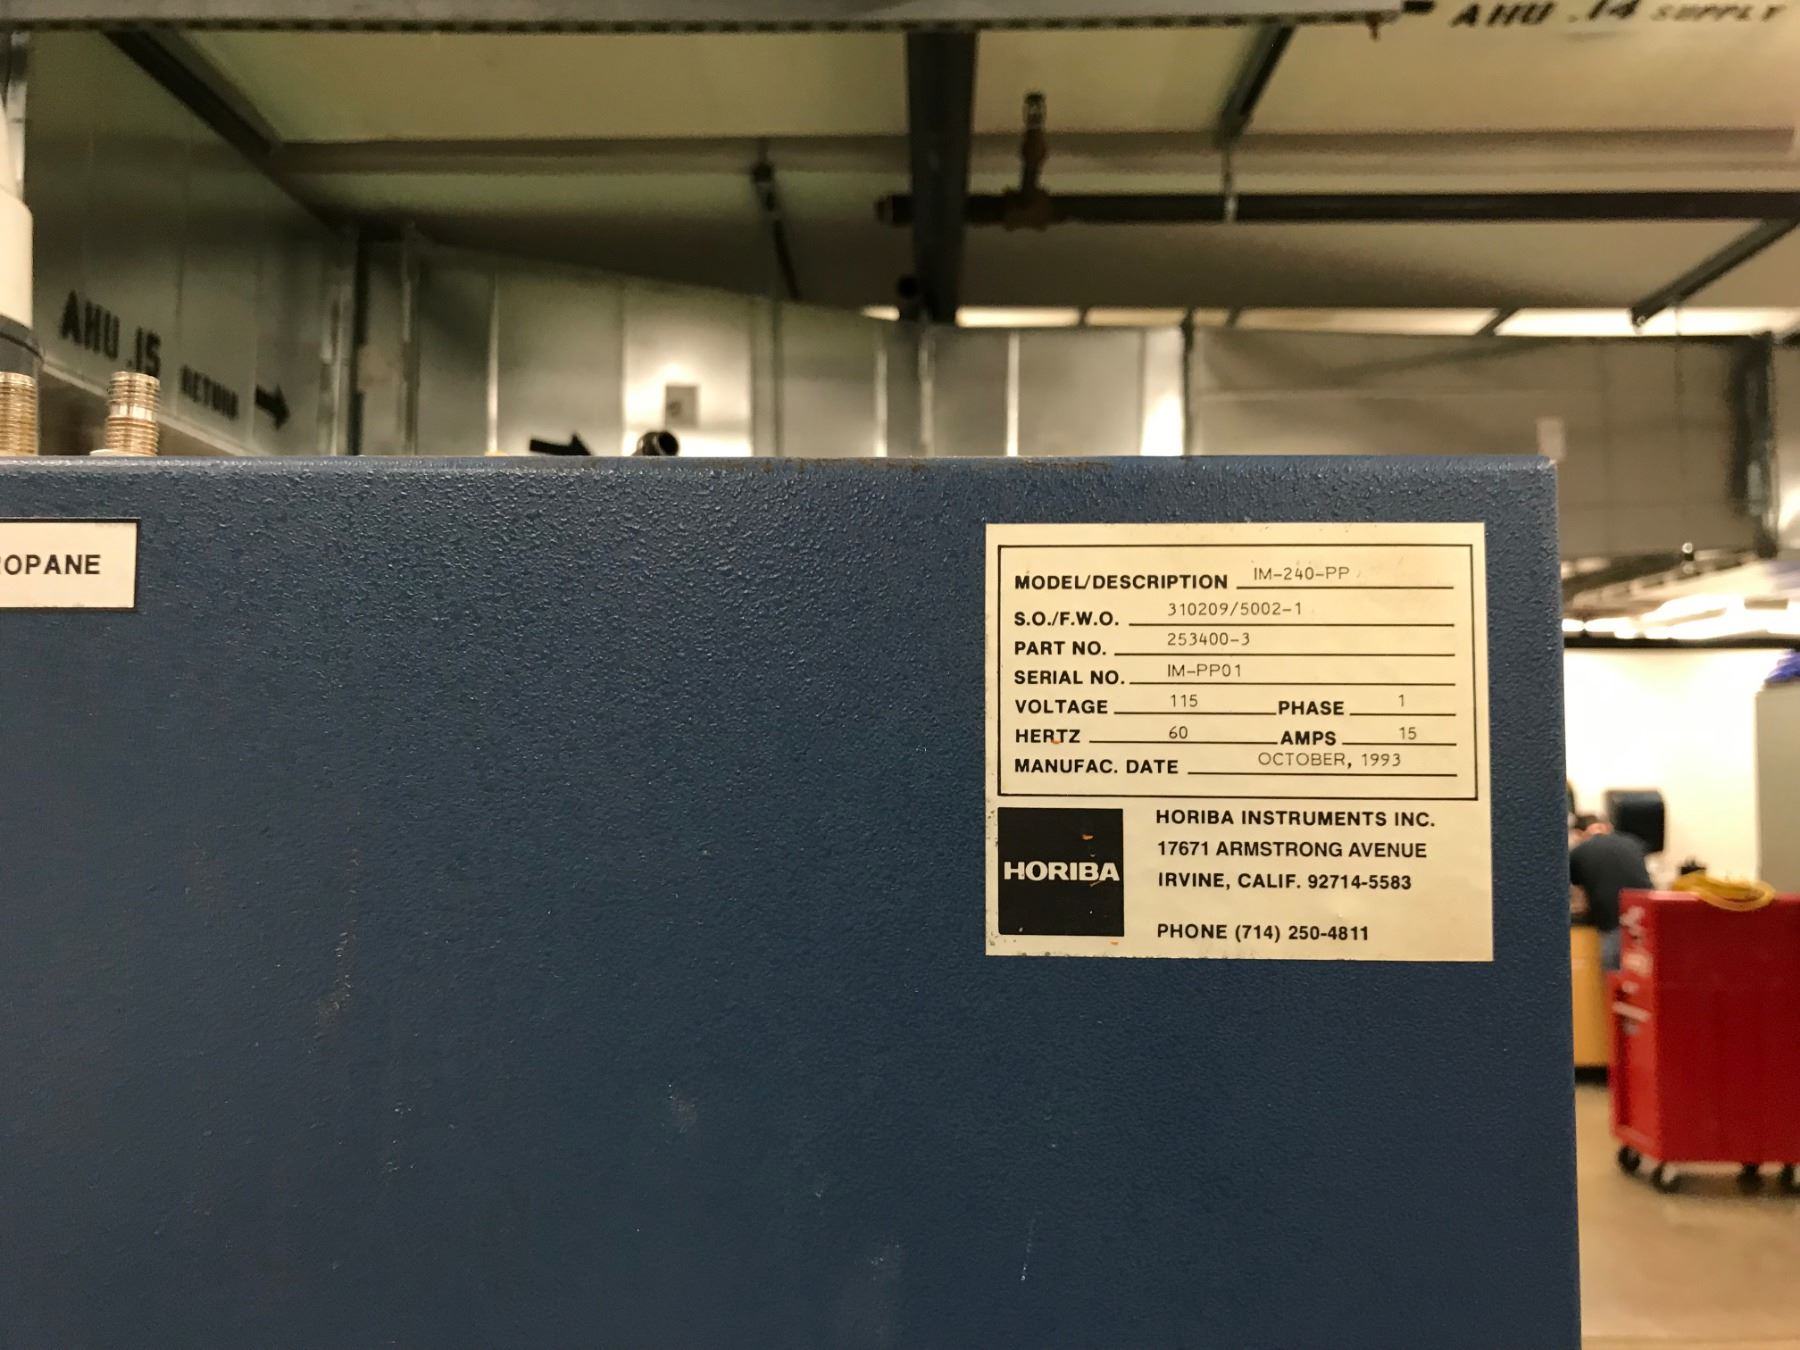 AHU .14 SUPPLY
AHU .15
RETURN
OPANE
MODEL/DESCRIPTION IM-240-PP
S.O./F.W.O. 310209/5002-1
PART NO. 253400-3
SERIAL NO. IM-PP01
VOLTAGE 115 PHASE 1
HERTZ 60 AMPS 15
MANUFAC. DATE OCTOBER, 1993
HORIBA
HORIBA INSTRUMENTS INC.
17671 ARMSTRONG AVENUE
IRVINE, CALIF. 92714-5583
PHONE (714) 250-4811